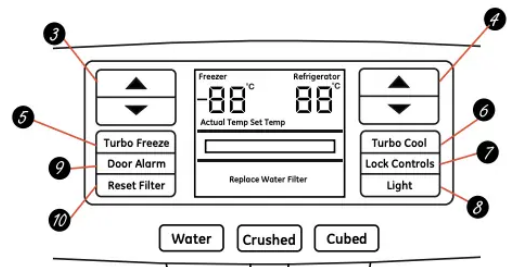 3
4
Freezer Refrigerator
-88 °C 88 °C
Actual Temp Set Temp
5
Turbo Freeze
Turbo Cool
6
9
Door Alarm
Lock Controls
7
10
Reset Filter
Replace Water Filter
Light
8
Water Crushed Cubed